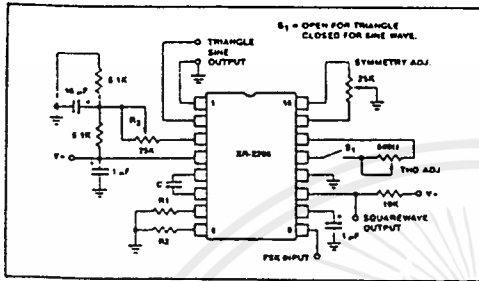 S1 = OPEN FOR TRIANGLE
CLOSED FOR SINE WAVE.
TRIANGLE
SINE
OUTPUT
SYMMETRY ADJ.
25K
5 1K
10 μF
R3
25K
5.1K
V+
1 μF
C
R1
R2
1
16
8
9
XR-2206
S1
500Ω
THD ADJ
10K
V+
SQUAREWAVE
OUTPUT
1 μF
FSK INPUT